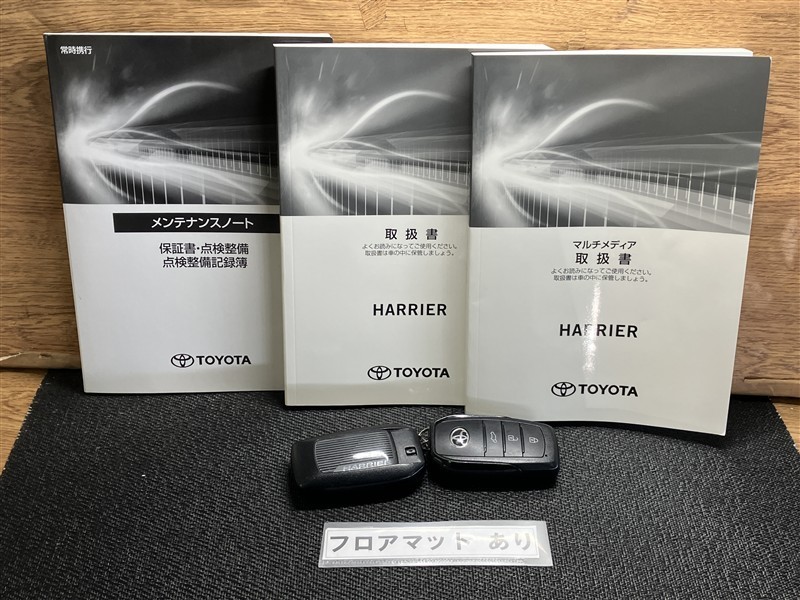 常時携行
メンテナンスノート
保証書・点検整備
点検整備記録簿
TOYOTA
取扱書
よくお読みになってご使用ください。
取扱書は車の中に保管しましょう。
HARRIER
TOYOTA
マルチメディア
取扱書
よくお読みになってご使用ください。
取扱書は車の中に保管しましょう。
HARRIER
TOYOTA
HARRIER
フロアマット あり